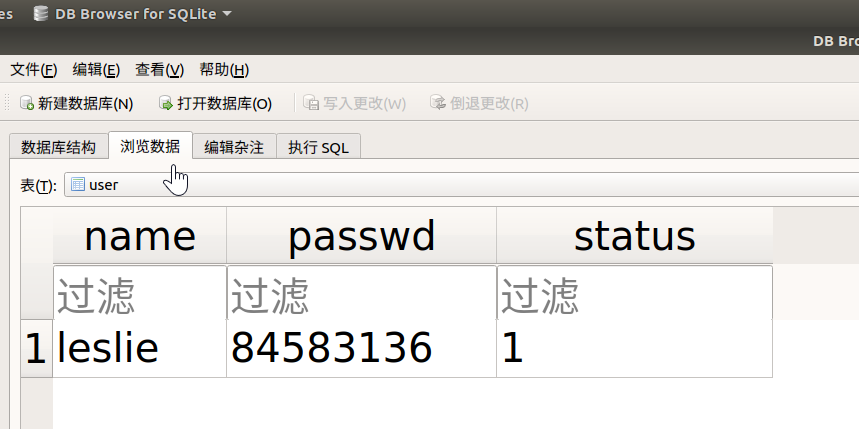 es DB Browser for SQLite
DB Bro
文件(F) 编辑(E) 查看(V) 帮助(H)
新建数据库(N) 打开数据库(O) 写入更改(W) 倒退更改(R)
数据库结构 浏览数据 编辑杂注 执行 SQL
表(T): user
name passwd status
过滤 过滤 过滤
1 leslie 84583136 1